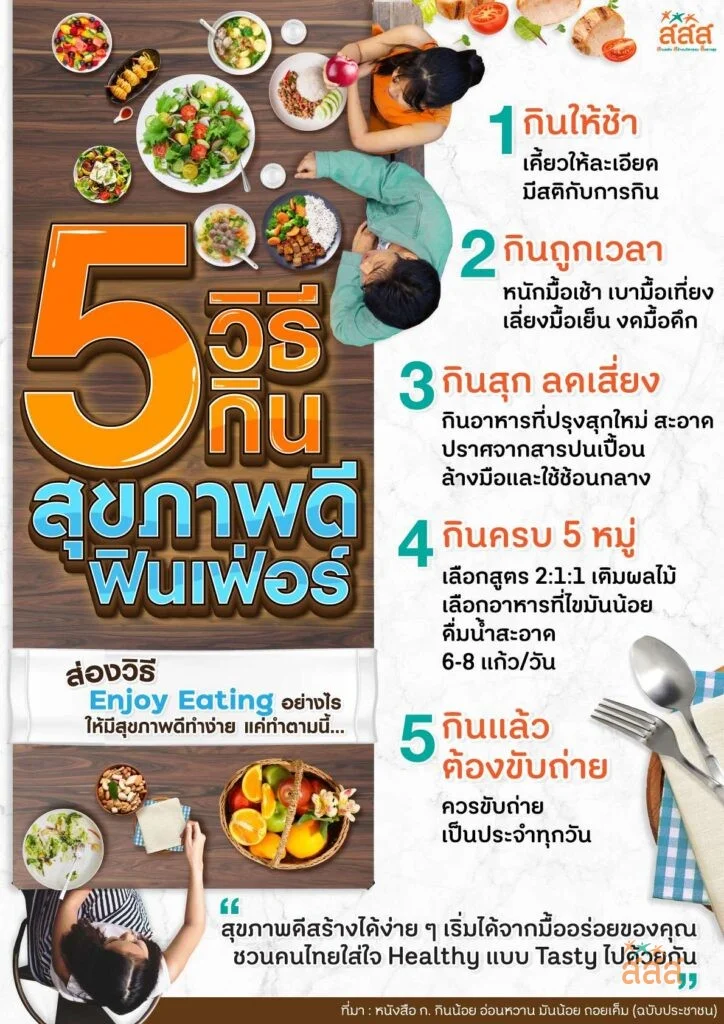 สสส
5 วิธี
กิน
สุขภาพดี
ฟินเฟ่อร์
ส่องวิธี
Enjoy Eating อย่างไร
ให้มีสุขภาพดีทำง่าย แค่ทำตามนี้...
1 กินให้ช้า
เคี้ยวให้ละเอียด
มีสติกับการกิน
2 กินถูกเวลา
หนักมื้อเช้า เบามื้อเที่ยง
เลี่ยงมื้อเย็น งดมื้อดึก
3 กินสุก ลดเสี่ยง
กินอาหารที่ปรุงสุกใหม่ สะอาด
ปราศจากสารปนเปื้อน
ล้างมือและใช้ช้อนกลาง
4 กินครบ 5 หมู่
เลือกสูตร 2:1:1 เติมผลไม้
เลือกอาหารที่ไขมันน้อย
ดื่มน้ำสะอาด
6-8 แก้ว/วัน
5 กินแล้ว
ต้องขับถ่าย
ควรขับถ่าย
เป็นประจำทุกวัน
“สุขภาพดีสร้างได้ง่าย ๆ เริ่มได้จากมื้ออร่อยของคุณ
ชวนคนไทยใส่ใจ Healthy แบบ Tasty ไปด้วยกัน”
สสส
ที่มา : หนังสือ ก. กินน้อย อ่อนหวาน มันน้อย ถอยเค็ม (ฉบับประชาชน)